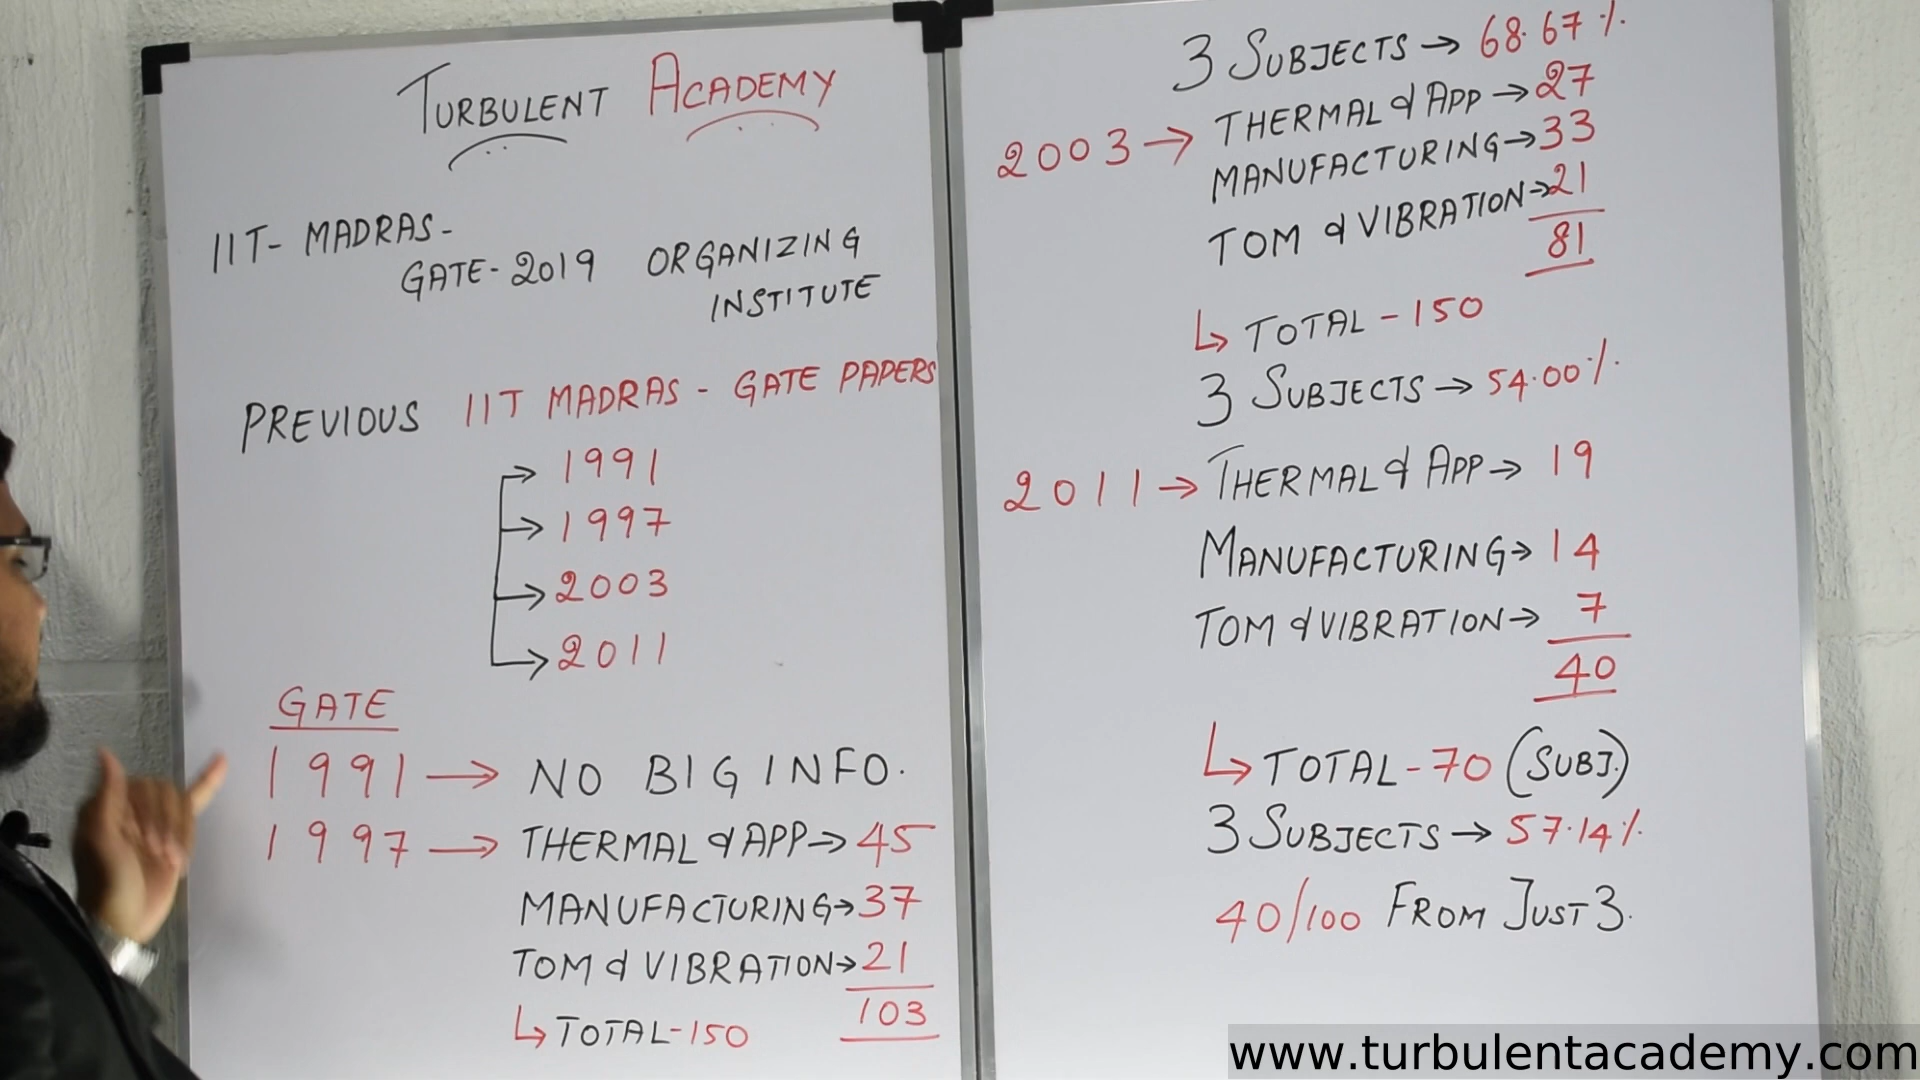 TURBULENT ACADEMY
IIT- MADRAS-
GATE-2019 ORGANIZING
INSTITUTE
PREVIOUS IIT MADRAS - GATE PAPERS
→ 1991
→ 1997
→ 2003
→ 2011
GATE
1991 → NO BIG INFO.
1997 → THERMAL & APP → 45
MANUFACTURING → 37
TOM & VIBRATION → 21
103
↳ TOTAL-150
3 SUBJECTS → 68.67%
2003 → THERMAL & APP → 27
MANUFACTURING → 33
TOM & VIBRATION → 21
81
↳ TOTAL - 150
3 SUBJECTS → 54.00%
2011 → THERMAL & APP → 19
MANUFACTURING → 14
TOM & VIBRATION → 7
40
↳ TOTAL-70 (SUBJ.)
3 SUBJECTS → 57.14%
40/100 FROM JUST 3.
www.turbulentacademy.com